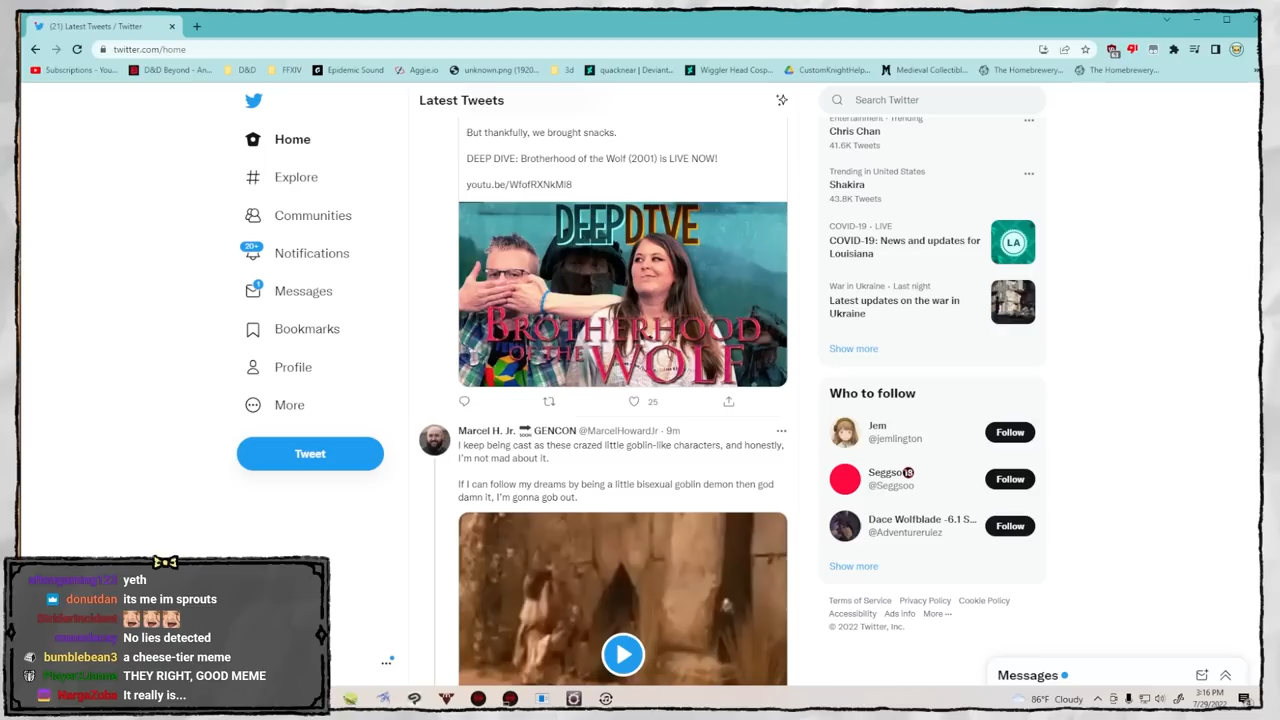 (21) Latest Tweets / Twitter
twitter.com/home
Subscriptions - You...
D&D Beyond - An...
D&D
FFXIV
Epidemic Sound
Aggie.io
unknown.png (1920...
3d
quacknear | Deviant...
Wiggler Head Cosp...
CustomKnightHelp...
Medieval Collectibl...
The Homebrewery...
The Homebrewery...
Home
Explore
Communities
20+
Notifications
1
Messages
Bookmarks
Profile
More
Tweet
Latest Tweets
But thankfully, we brought snacks.
DEEP DIVE: Brotherhood of the Wolf (2001) is LIVE NOW!
DEEPDIVE
BROTHERHOOD
OF THE WOLF
25
Marcel H. Jr. SOON GENCON @MarcelHowardJr · 9m
I keep being cast as these crazed little goblin-like characters, and honestly,
I'm not mad about it.
If I can follow my dreams by being a little bisexual goblin demon then god
damn it, I'm gonna gob out.
Search Twitter
Entertainment · Trending
Chris Chan
41.6K Tweets
Trending in United States
Shakira
43.8K Tweets
COVID-19 · LIVE
COVID-19: News and updates for
Louisiana
LA
War in Ukraine · Last night
Latest updates on the war in
Ukraine
Show more
Who to follow
Jem
@jemlington
Follow
Seggso🔞
@Seggsoo
Follow
Dace Wolfblade -6.1 S...
@Adventurerulez
Follow
Show more
Terms of Service Privacy Policy Cookie Policy
Accessibility Ads info More ···
© 2022 Twitter, Inc.
Messages
yeth
donutdan its me im sprouts
No lies detected
bumblebean3 a cheese-tier meme
THEY RIGHT, GOOD MEME
NargaZuba It really is...
86°F Cloudy
3:16 PM
7/29/2022